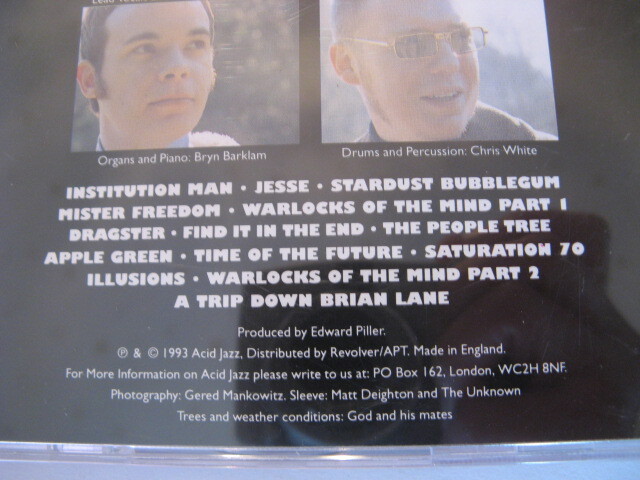 Organs and Piano: Bryn Barklam
Drums and Percussion: Chris White
INSTITUTION MAN • JESSE • STARDUST BUBBLEGUM
MISTER FREEDOM • WARLOCKS OF THE MIND PART 1
DRAGSTER • FIND IT IN THE END • THE PEOPLE TREE
APPLE GREEN • TIME OF THE FUTURE • SATURATION 70
ILLUSIONS • WARLOCKS OF THE MIND PART 2
A TRIP DOWN BRIAN LANE
Produced by Edward Piller.
℗ & © 1993 Acid Jazz, Distributed by Revolver/APT. Made in England.
For More Information on Acid Jazz please write to us at: PO Box 162, London, WC2H 8NF.
Photography: Gered Mankowitz. Sleeve: Matt Deighton and The Unknown
Trees and weather conditions: God and his mates